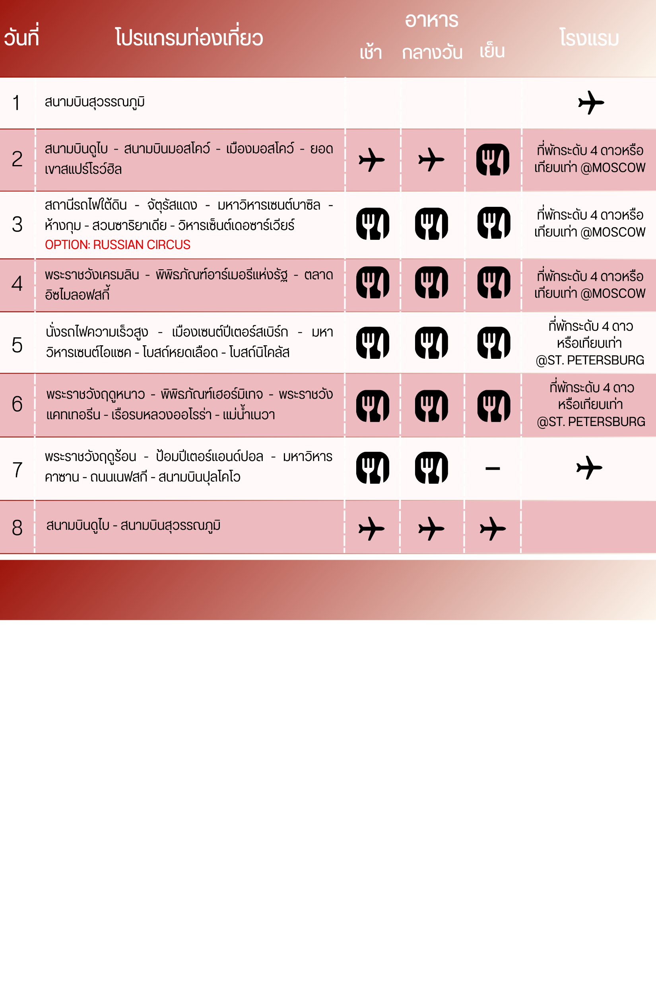 วันที่
โปรแกรมท่องเที่ยว
อาหาร
เช้า
กลางวัน
เย็น
โรงแรม
1
สนามบินสุวรรณภูมิ
2
สนามบินดูไบ - สนามบินมอสโคว์ - เมืองมอสโคว์ - ยอด
เขาสแปร์โรว์ฮิล
ที่พักระดับ 4 ดาวหรือ
เทียบเท่า @MOSCOW
3
สถานีรถไฟใต้ดิน - จัตุรัสแดง - มหาวิหารเซนต์บาซิล -
ห้างกุม - สวนซาริยาเดีย - วิหารเซ็นต์เดอซาร์เวียร์
OPTION: RUSSIAN CIRCUS
ที่พักระดับ 4 ดาวหรือ
เทียบเท่า @MOSCOW
4
พระราชวังเครมลิน - พิพิธภัณฑ์อาร์เมอรีแห่งรัฐ - ตลาด
อิซไมลอฟสกี้
ที่พักระดับ 4 ดาวหรือ
เทียบเท่า @MOSCOW
5
นั่งรถไฟความเร็วสูง - เมืองเซนต์ปีเตอร์สเบิร์ก - มหา
วิหารเซนต์ไอแซค - โบสถ์หยดเลือด - โบสถ์นิโคลัส
ที่พักระดับ 4 ดาว
หรือเทียบเท่า
@ST. PETERSBURG
6
พระราชวังฤดูหนาว - พิพิธภัณฑ์เฮอร์มิเทจ - พระราชวัง
แคทเทอรีน - เรือรบหลวงออโรร่า - แม่น้ำเนวา
ที่พักระดับ 4 ดาว
หรือเทียบเท่า
@ST. PETERSBURG
7
พระราชวังฤดูร้อน - ป้อมปีเตอร์แอนด์ปอล - มหาวิหาร
คาซาน - ถนนเนฟสกี - สนามบินปุลโคโว
–
8
สนามบินดูไบ - สนามบินสุวรรณภูมิ